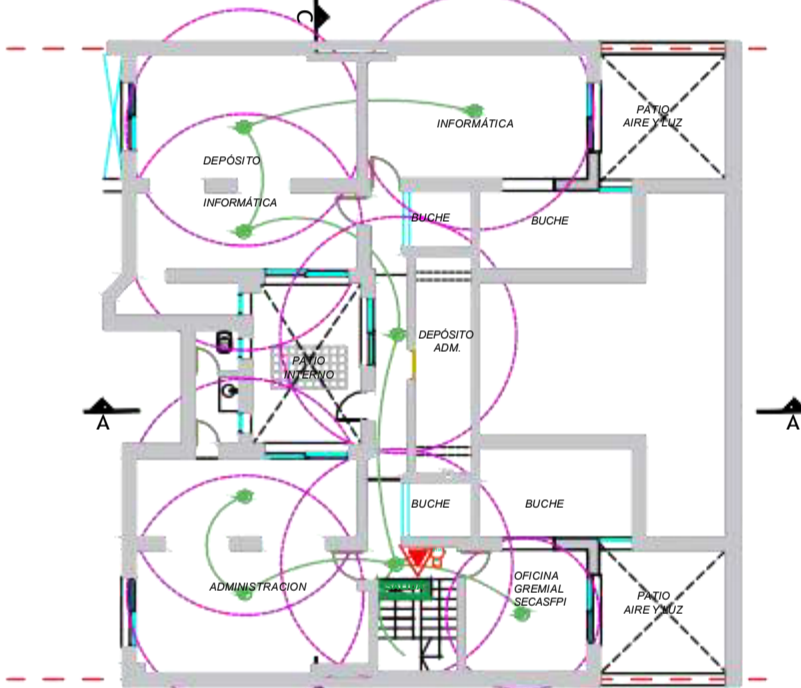 C
INFORMÁTICA
PATIO
AIRE Y LUZ
DEPÓSITO
INFORMÁTICA
BUCHE
BUCHE
DEPÓSITO
ADM.
PATIO
INTERNO
A
A
BUCHE
BUCHE
ADMINISTRACION
OFICINA
GREMIAL
SECASFPI
PATIO
AIRE Y LUZ